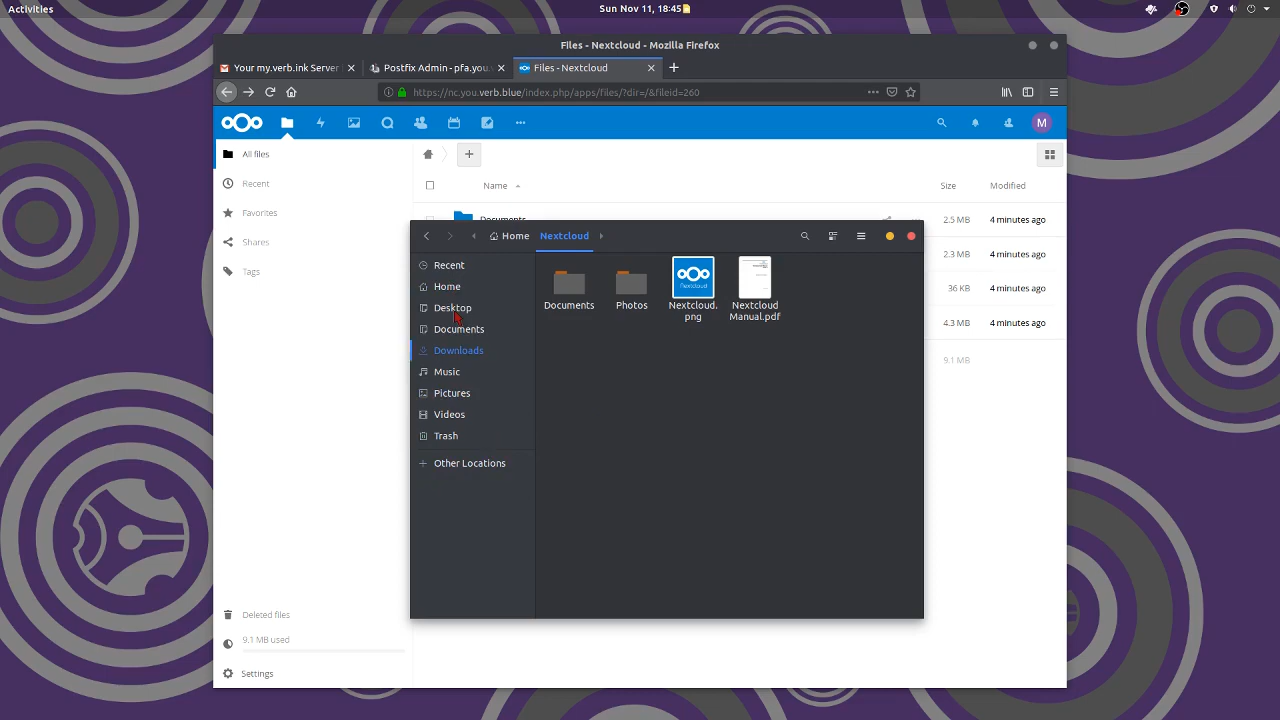 Activities
Sun Nov 11, 18:45
Files - Nextcloud - Mozilla Firefox
Your my.verb.ink Server
Postfix Admin - pfa.you.v
Files - Nextcloud
https://nc.you.verb.blue/index.php/apps/files/?dir=/&fileid=260
M
All files
Recent
Favorites
Shares
Tags
Deleted files
9.1 MB used
Settings
Name
Size
Modified
Documents
2.5 MB
4 minutes ago
2.3 MB
4 minutes ago
36 KB
4 minutes ago
4.3 MB
4 minutes ago
9.1 MB
Home
Nextcloud
Recent
Home
Desktop
Documents
Downloads
Music
Pictures
Videos
Trash
Other Locations
Documents
Photos
nextcloud
Nextcloud.
png
Nextcloud
Manual.pdf